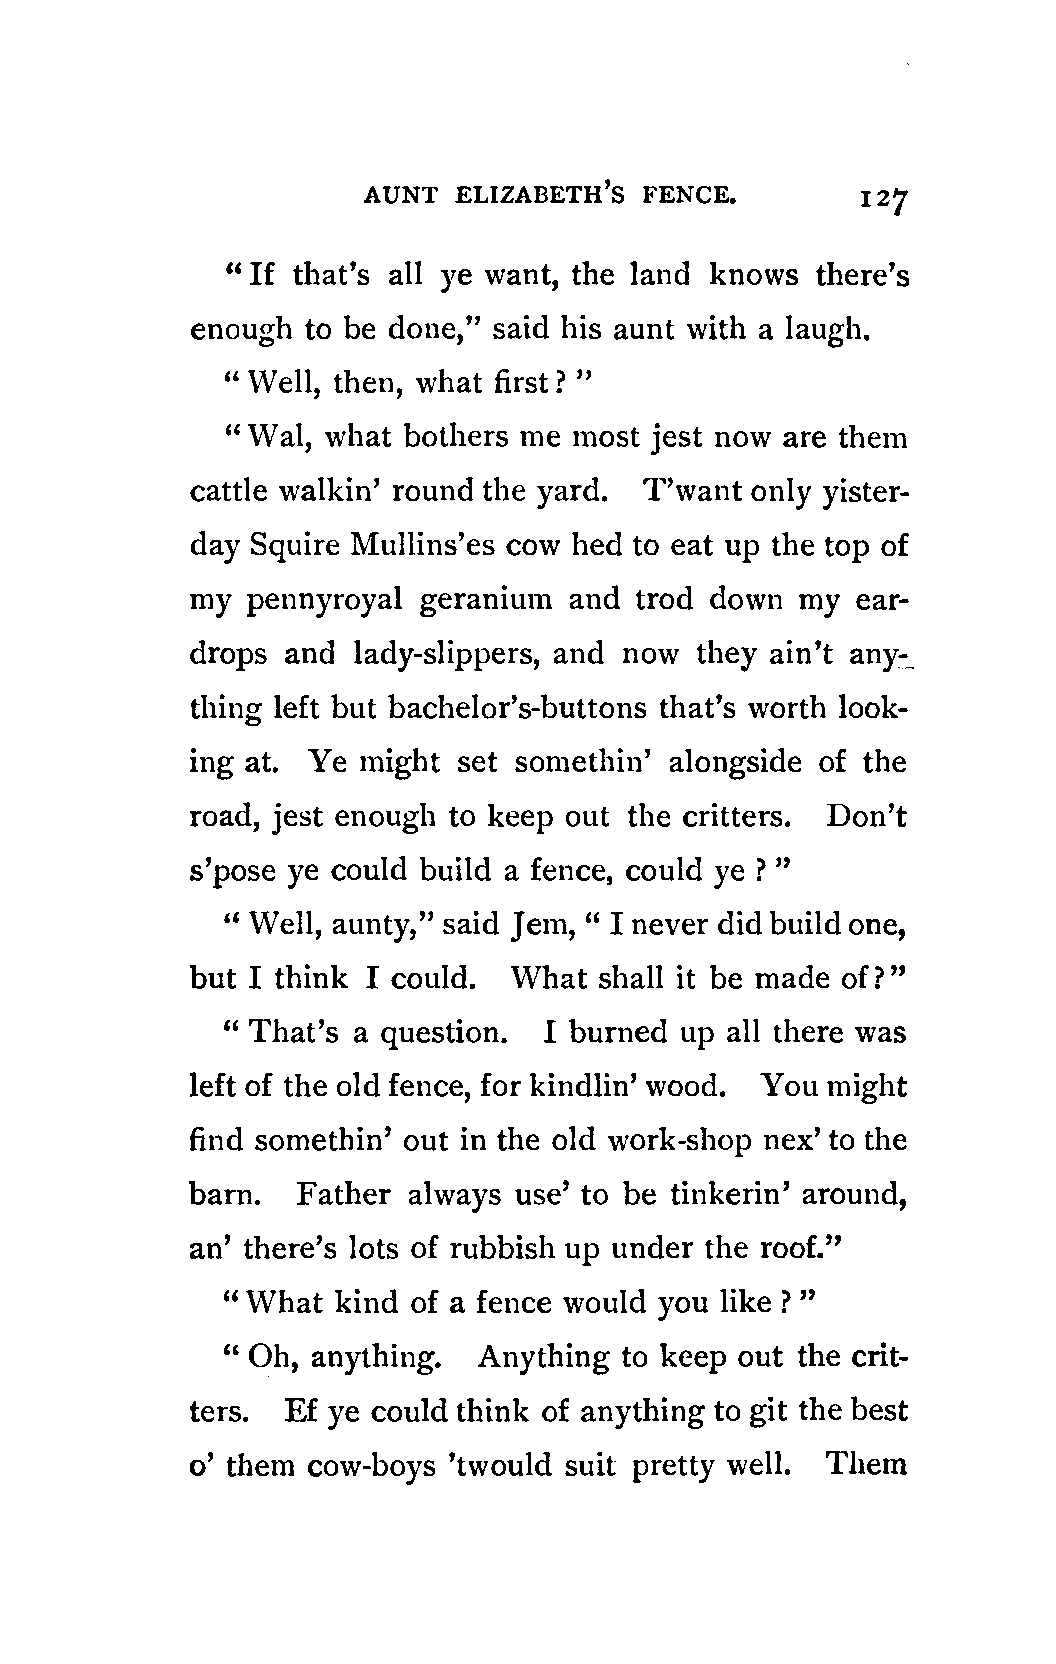 AUNT ELIZABETH'S FENCE. 127
" If that's all ye want, the land knows there's
enough to be done," said his aunt with a laugh.
" Well, then, what first ? "
" Wal, what bothers me most jest now are them
cattle walkin' round the yard. T'want only yister-
day Squire Mullins'es cow hed to eat up the top of
my pennyroyal geranium and trod down my ear-
drops and lady-slippers, and now they ain't any-
thing left but bachelor's-buttons that's worth look-
ing at. Ye might set somethin' alongside of the
road, jest enough to keep out the critters. Don't
s'pose ye could build a fence, could ye ? "
" Well, aunty," said Jem, " I never did build one,
but I think I could. What shall it be made of ? "
" That's a question. I burned up all there was
left of the old fence, for kindlin' wood. You might
find somethin' out in the old work-shop nex' to the
barn. Father always use' to be tinkerin' around,
an' there's lots of rubbish up under the roof."
" What kind of a fence would you like ? "
" Oh, anything. Anything to keep out the crit-
ters. Ef ye could think of anything to git the best
o' them cow-boys 'twould suit pretty well. Them